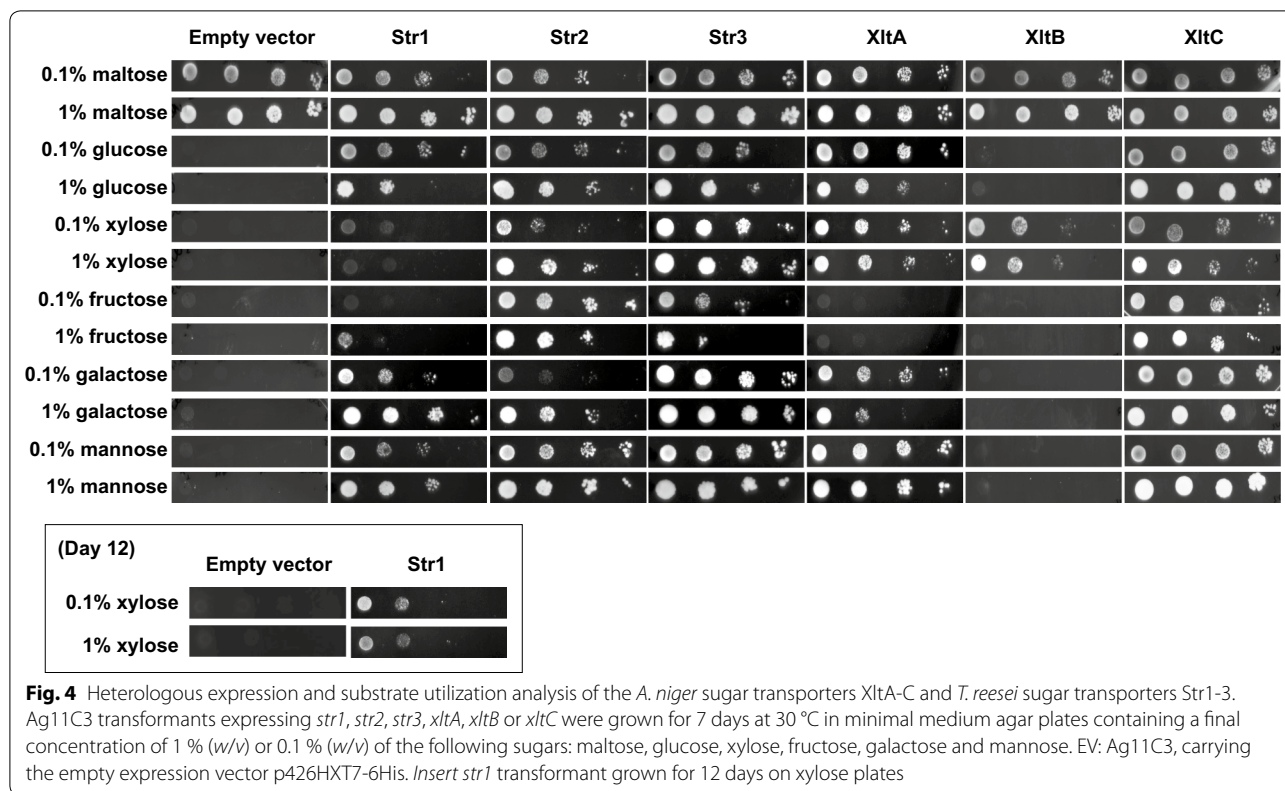 Empty vector Str1 Str2 Str3 XltA XltB XltC
0.1% maltose
1% maltose
0.1% glucose
1% glucose
0.1% xylose
1% xylose
0.1% fructose
1% fructose
0.1% galactose
1% galactose
0.1% mannose
1% mannose
(Day 12)
Empty vector Str1
0.1% xylose
1% xylose
Fig. 4 Heterologous expression and substrate utilization analysis of the A. niger sugar transporters XltA-C and T. reesei sugar transporters Str1-3.
Ag11C3 transformants expressing str1, str2, str3, xltA, xltB or xltC were grown for 7 days at 30 °C in minimal medium agar plates containing a final
concentration of 1 % (w/v) or 0.1 % (w/v) of the following sugars: maltose, glucose, xylose, fructose, galactose and mannose. EV: Ag11C3, carrying
the empty expression vector p426HXT7-6His. Insert str1 transformant grown for 12 days on xylose plates